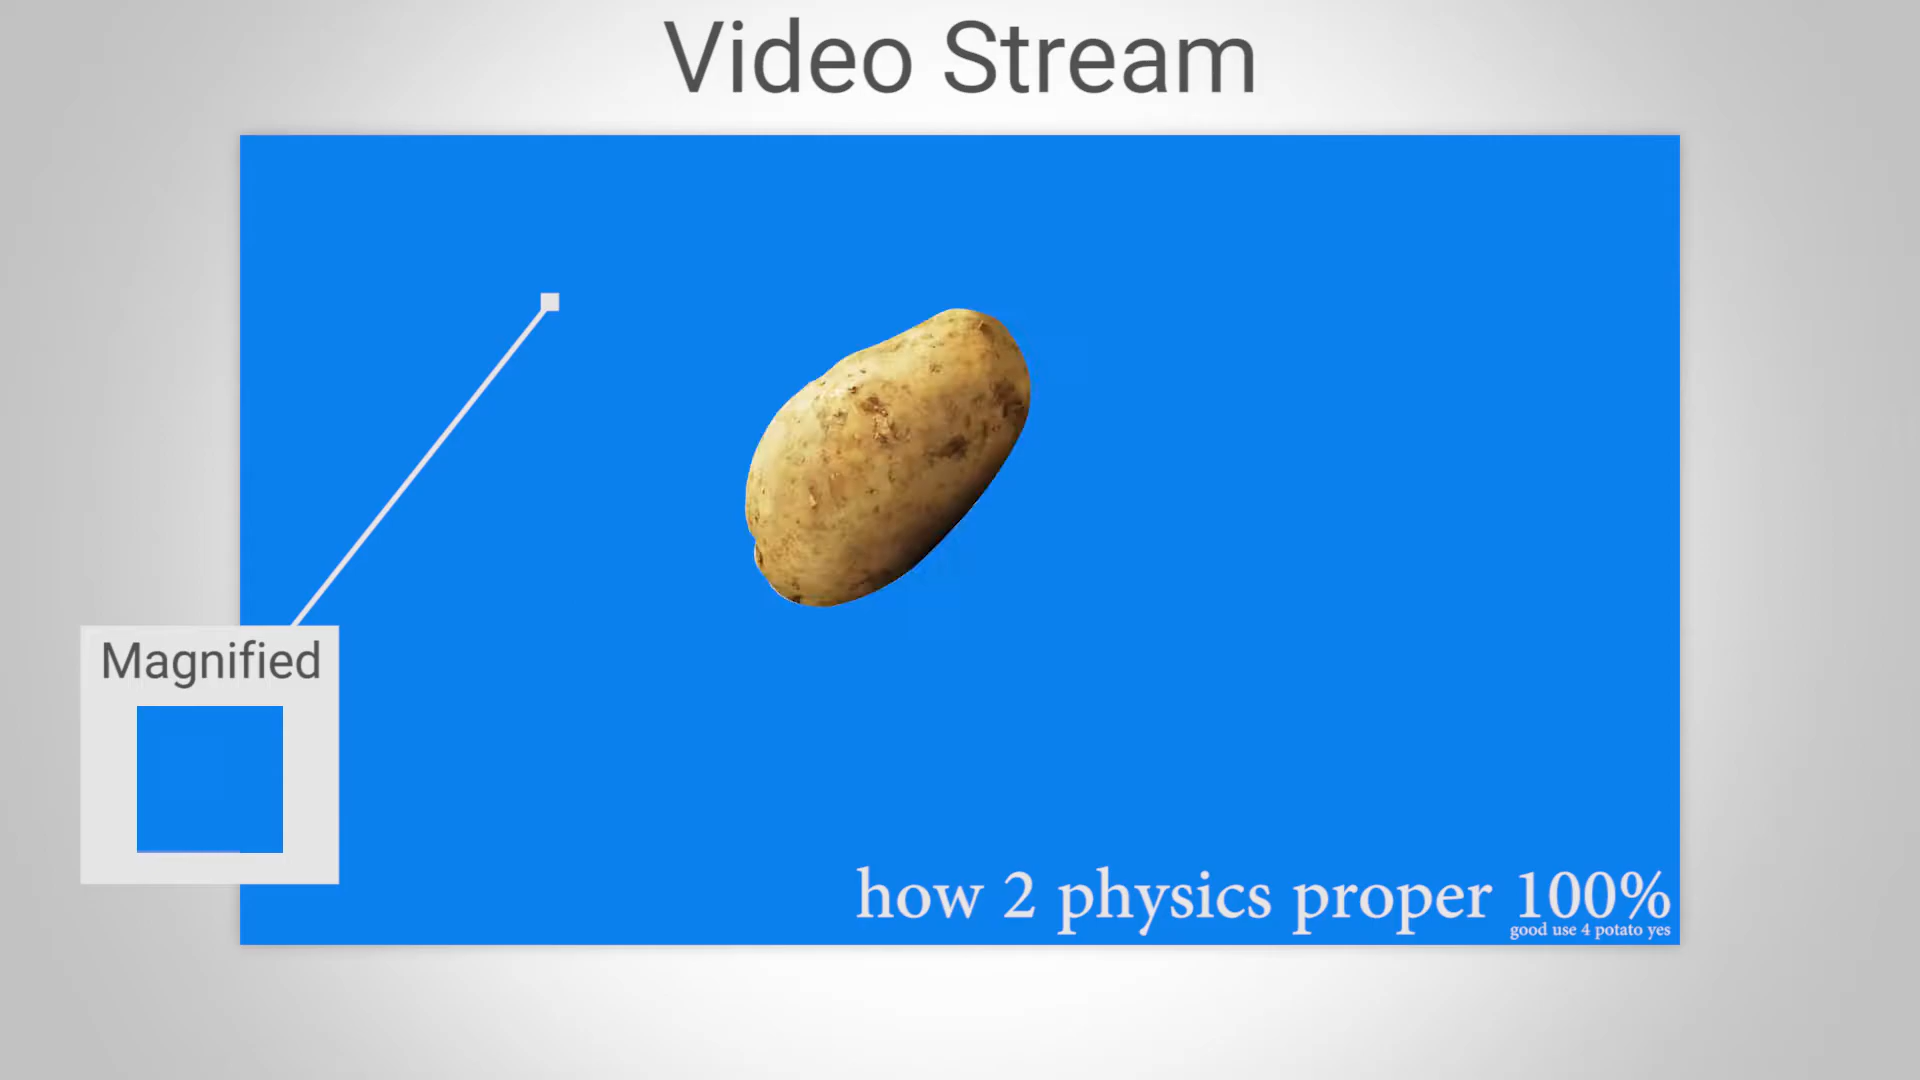 Video Stream
Magnified
how 2 physics proper 100%
good use 4 potato yes